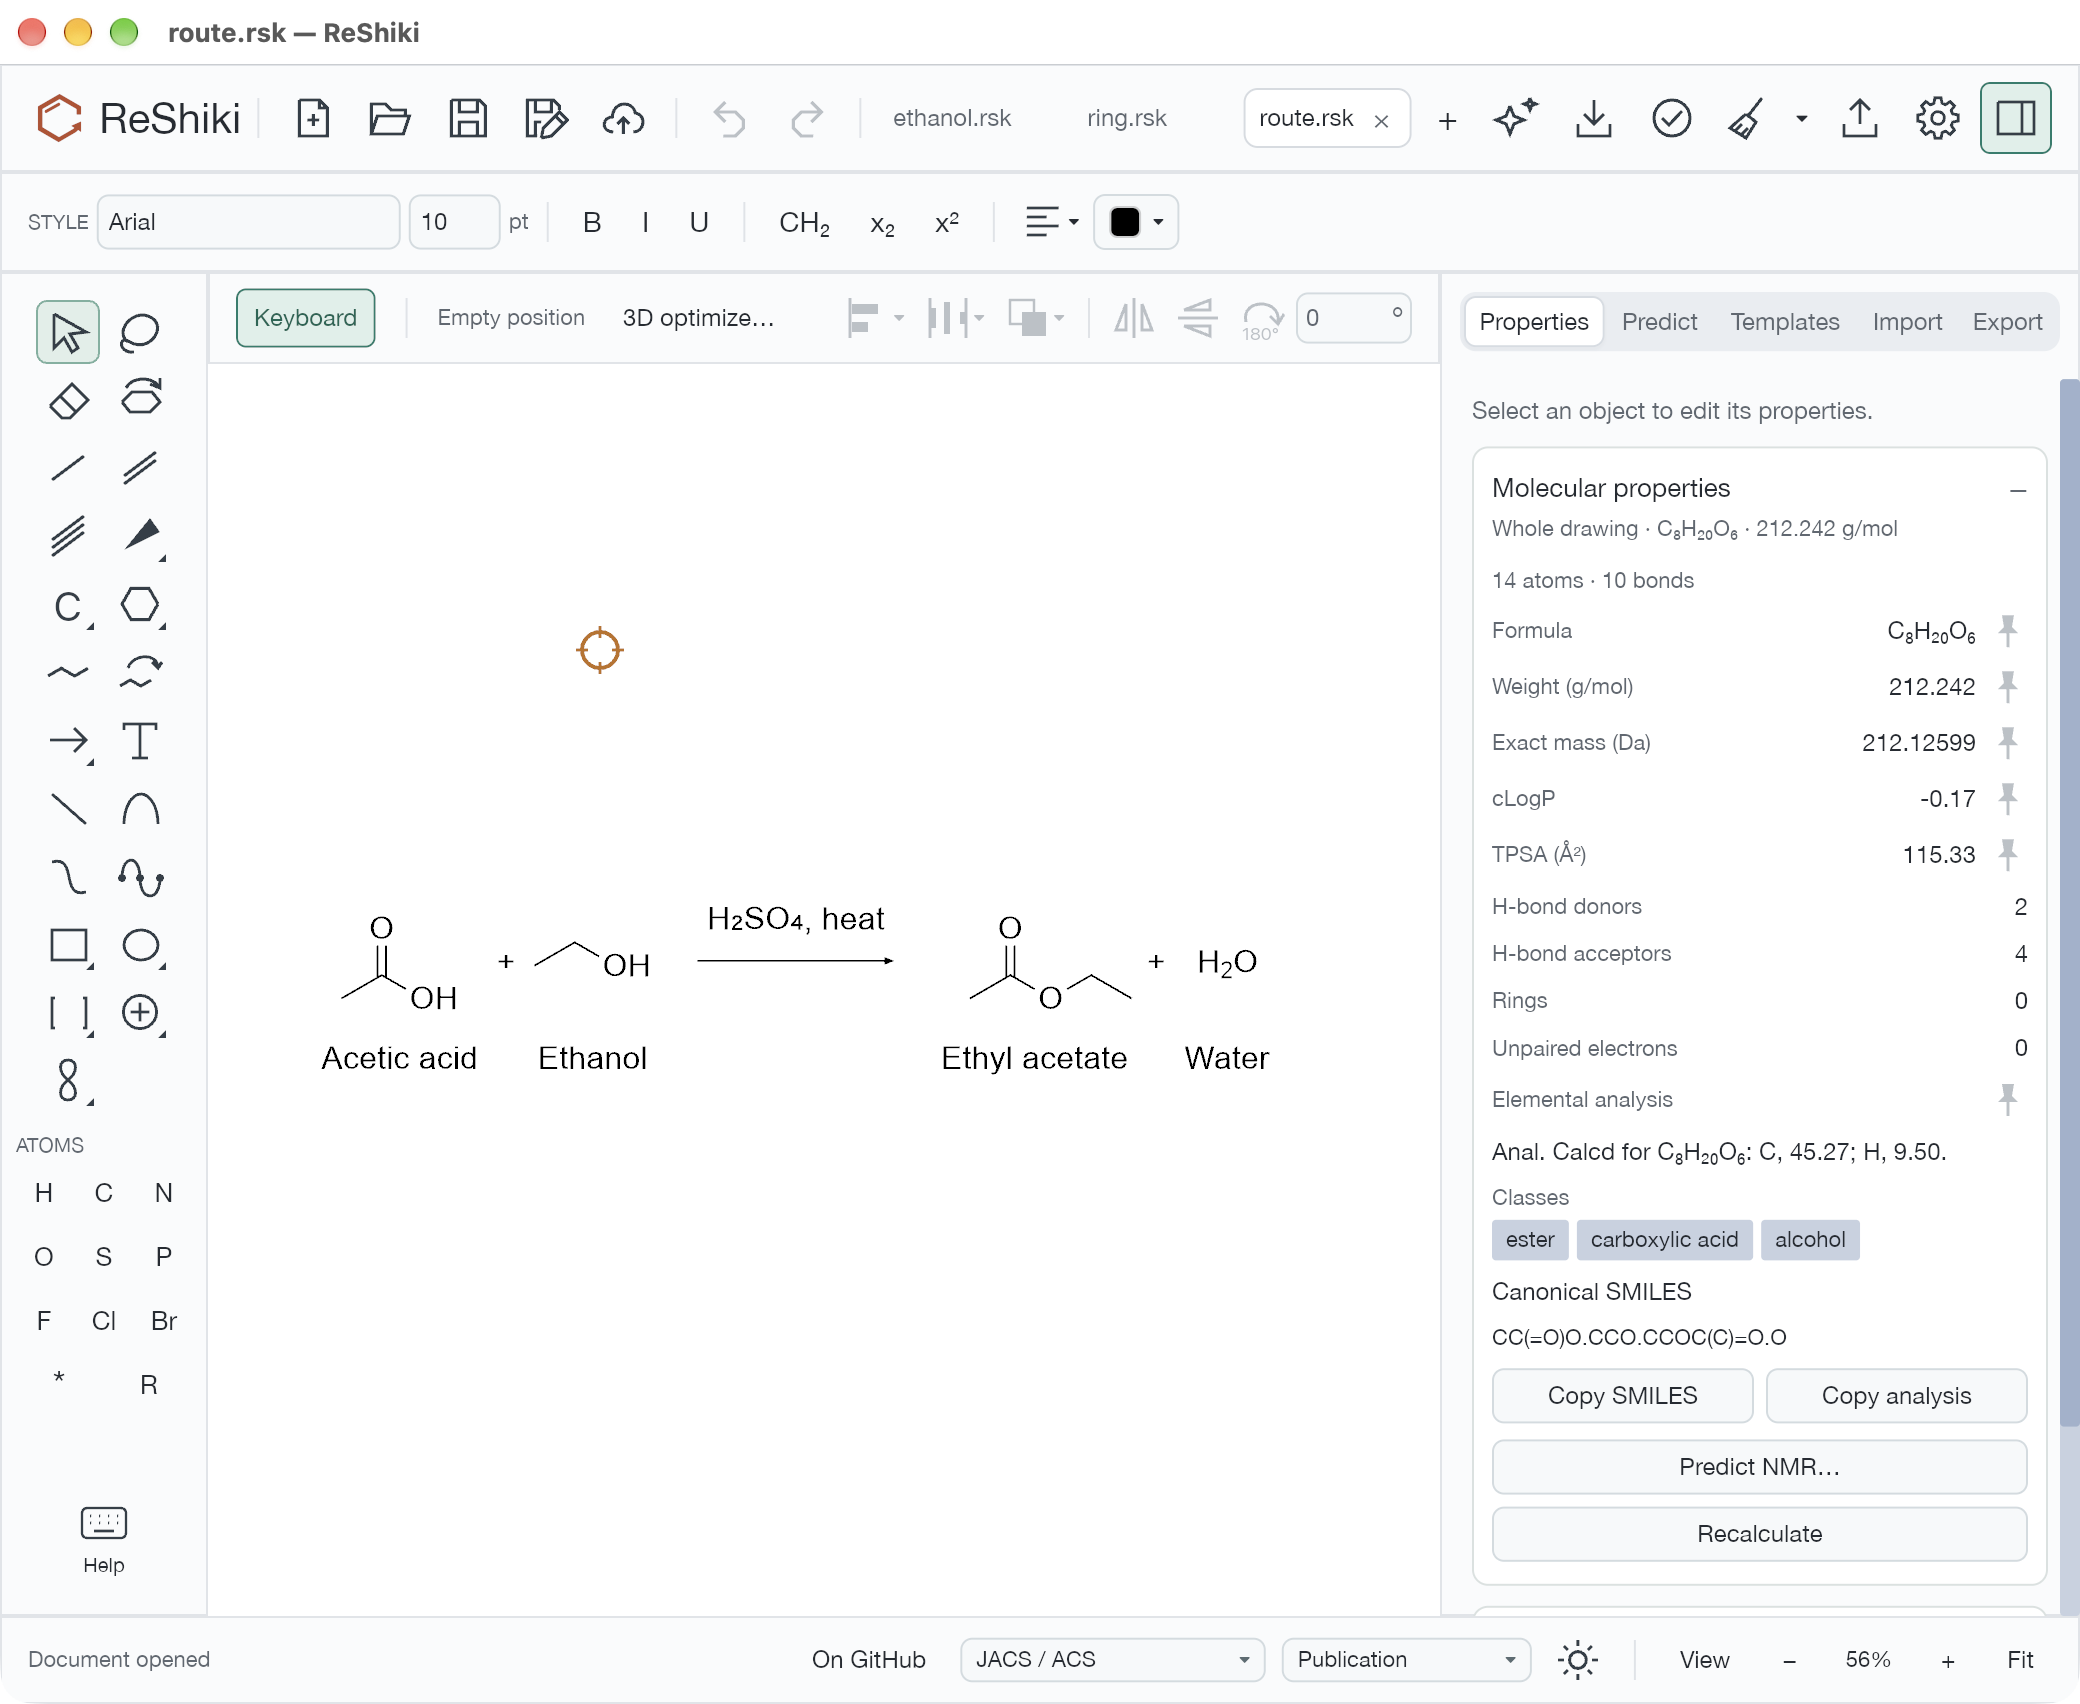 route.rsk — ReShiki
ReShiki
ethanol.rsk ring.rsk route.rsk × +
STYLE Arial 10 pt B I U CH₂ x₂ x²
Keyboard Empty position 3D optimize... 180° 0 °
Properties Predict Templates Import Export
Select an object to edit its properties.
Molecular properties –
Whole drawing · C₈H₂₀O₆ · 212.242 g/mol
14 atoms · 10 bonds
Formula C₈H₂₀O₆
Weight (g/mol) 212.242
Exact mass (Da) 212.12599
cLogP -0.17
TPSA (Å²) 115.33
H-bond donors 2
H-bond acceptors 4
Rings 0
Unpaired electrons 0
Elemental analysis
Anal. Calcd for C₈H₂₀O₆: C, 45.27; H, 9.50.
Classes
ester carboxylic acid alcohol
Canonical SMILES
CC(=O)O.CCO.CCOC(C)=O.O
Copy SMILES Copy analysis
Predict NMR...
Recalculate
C
T
ATOMS
H C N
O S P
F Cl Br
* R
Help
H₂SO₄, heat
O O
+ OH + H₂O
OH O
Acetic acid Ethanol Ethyl acetate Water
Document opened On GitHub JACS / ACS Publication View – 56% + Fit